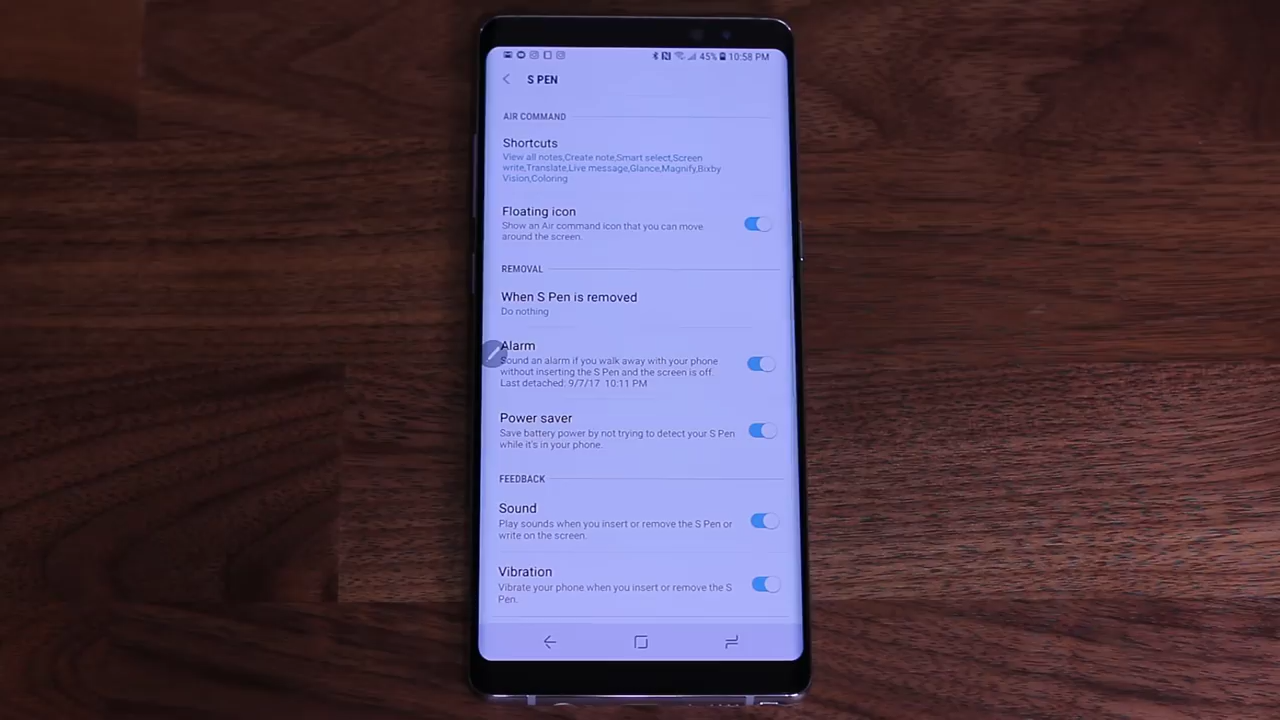 45% 10:58 PM
S PEN
AIR COMMAND
Shortcuts
View all notes,Create note,Smart select,Screen
write,Translate,Live message,Glance,Magnify,Bixby
Vision,Coloring
Floating icon
Show an Air command icon that you can move
around the screen.
REMOVAL
When S Pen is removed
Do nothing
Alarm
Sound an alarm if you walk away with your phone
without inserting the S Pen and the screen is off.
Last detached: 9/7/17 10:11 PM
Power saver
Save battery power by not trying to detect your S Pen
while it's in your phone.
FEEDBACK
Sound
Play sounds when you insert or remove the S Pen or
write on the screen.
Vibration
Vibrate your phone when you insert or remove the S
Pen.